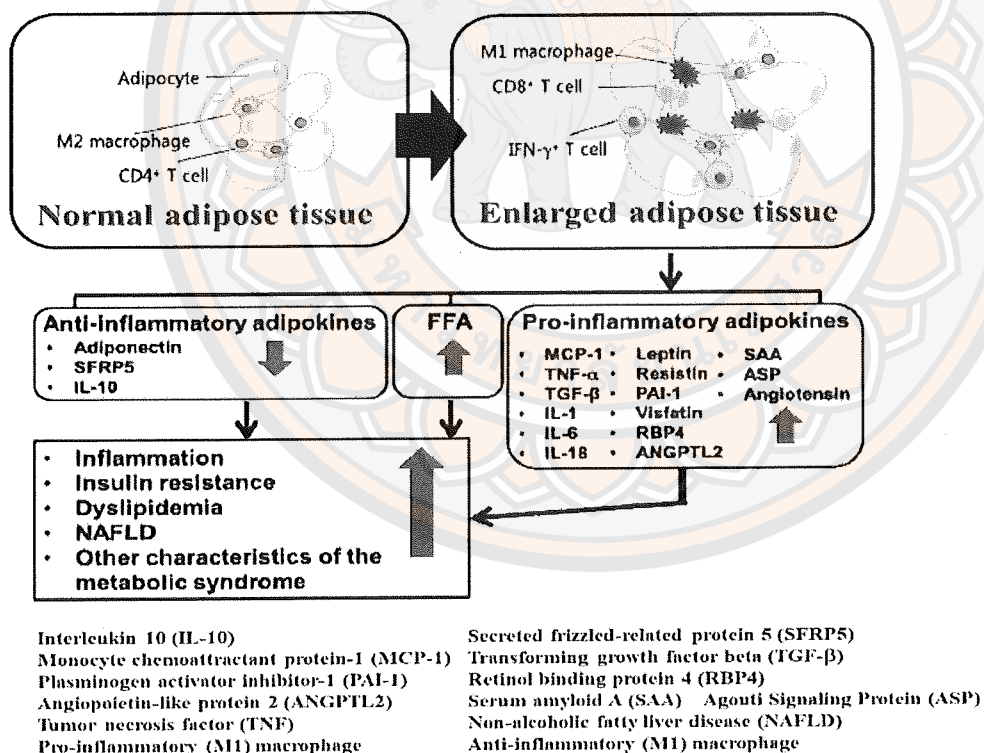 Adipocyte
M2 macrophage
CD4+ T cell
Normal adipose tissue
M1 macrophage
CD8+ T cell
IFN-γ+ T cell
Enlarged adipose tissue
Anti-inflammatory adipokines
• Adiponectin
• SFRP5
• IL-10
FFA
Pro-inflammatory adipokines
• MCP-1 • Leptin • SAA
• TNF-α • Resistin • ASP
• TGF-β • PAI-1 • Angiotensin
• IL-1 • Visfatin
• IL-6 • RBP4
• IL-18 • ANGPTL2
• Inflammation
• Insulin resistance
• Dyslipidemia
• NAFLD
• Other characteristics of the
metabolic syndrome
Interleukin 10 (IL-10)
Monocyte chemoattractant protein-1 (MCP-1)
Plasminogen activator inhibitor-1 (PAI-1)
Angiopoietin-like protein 2 (ANGPTL2)
Tumor necrosis factor (TNF)
Pro-inflammatory (M1) macrophage
Secreted frizzled-related protein 5 (SFRP5)
Transforming growth factor beta (TGF-β)
Retinol binding protein 4 (RBP4)
Serum amyloid A (SAA) Agouti Signaling Protein (ASP)
Non-alcoholic fatty liver disease (NAFLD)
Anti-inflammatory (M1) macrophage